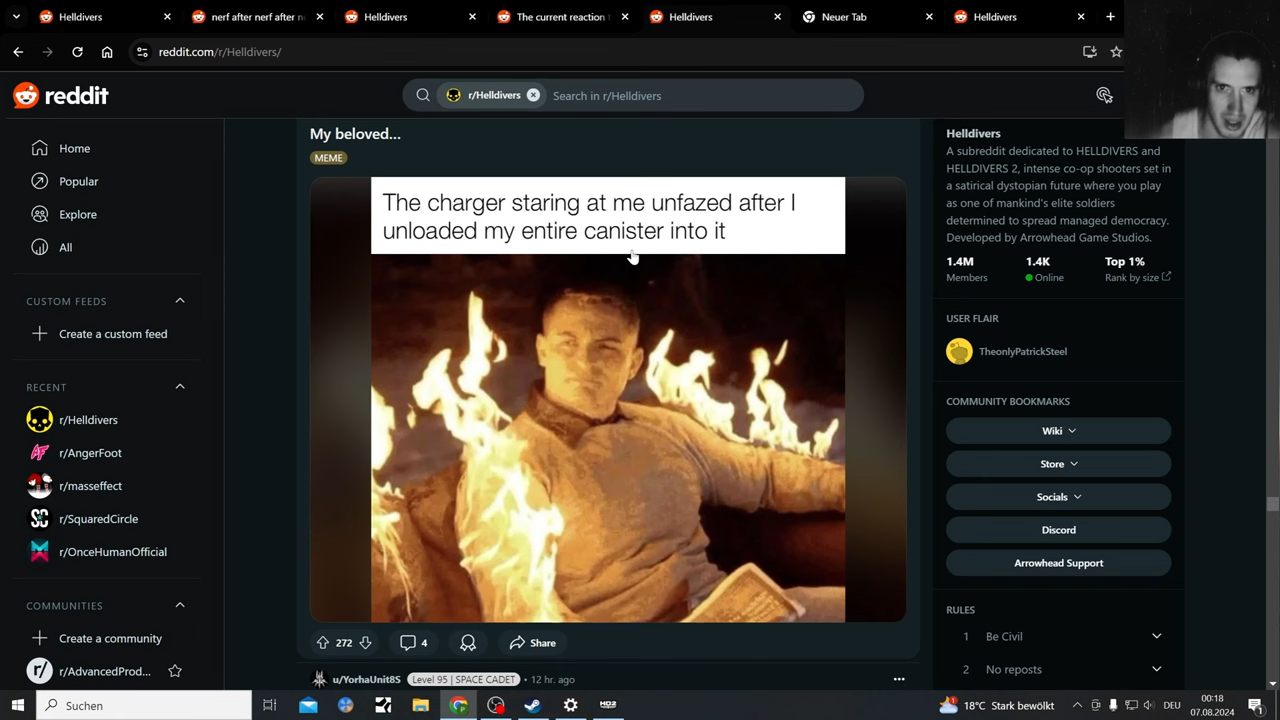 Helldivers
nerf after nerf after ne
Helldivers
The current reaction t
Helldivers
Neuer Tab
Helldivers
reddit.com/r/Helldivers/
reddit
r/Helldivers
Search in r/Helldivers
Home
Popular
Explore
All
CUSTOM FEEDS
Create a custom feed
RECENT
r/Helldivers
r/AngerFoot
r/masseffect
r/SquaredCircle
r/OnceHumanOfficial
COMMUNITIES
Create a community
r/AdvancedProd...
My beloved...
MEME
The charger staring at me unfazed after I
unloaded my entire canister into it
272
4
Share
u/YorhaUnit8S
Level 95 | SPACE CADET
• 12 hr. ago
Helldivers
A subreddit dedicated to HELLDIVERS and
HELLDIVERS 2, intense co-op shooters set in
a satirical dystopian future where you play
as one of mankind's elite soldiers
determined to spread managed democracy.
Developed by Arrowhead Game Studios.
1.4M 1.4K Top 1%
Members Online Rank by size
USER FLAIR
TheonlyPatrickSteel
COMMUNITY BOOKMARKS
Wiki
Store
Socials
Discord
Arrowhead Support
RULES
1 Be Civil
2 No reposts
Suchen
HD2
18°C Stark bewölkt
DEU
00:18
07.08.2024
1